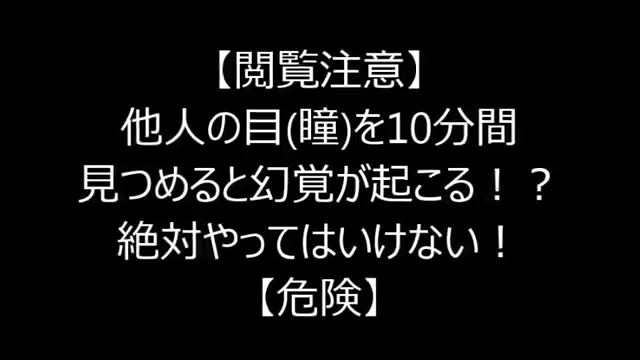 【閲覧注意】
他人の目(瞳)を10分間
見つめると幻覚が起こる！？
絶対やってはいけない！
【危険】